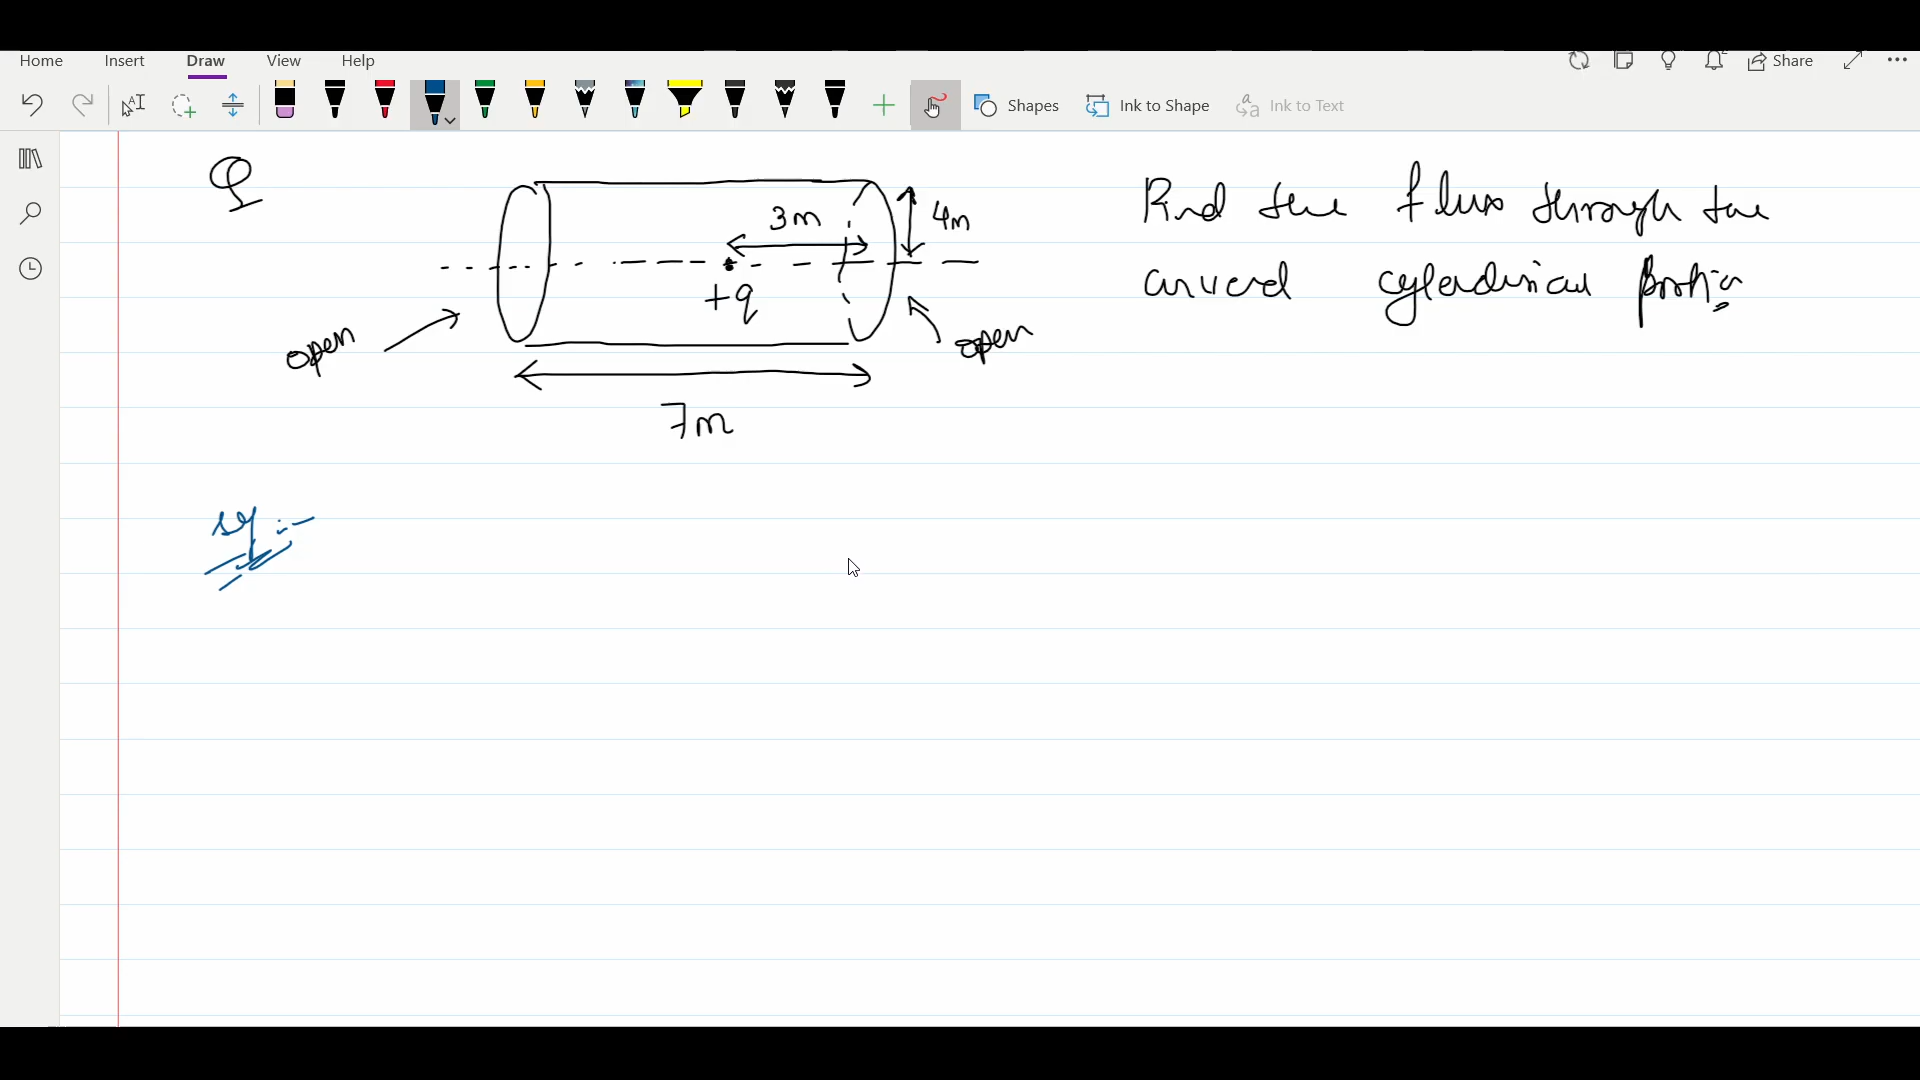 Home Insert Draw View Help Share
Shapes Ink to Shape Ink to Text
Q
3m
4m
+q
open
open
7m
Find the flux through the
curved cylindrical portion
Sol :-